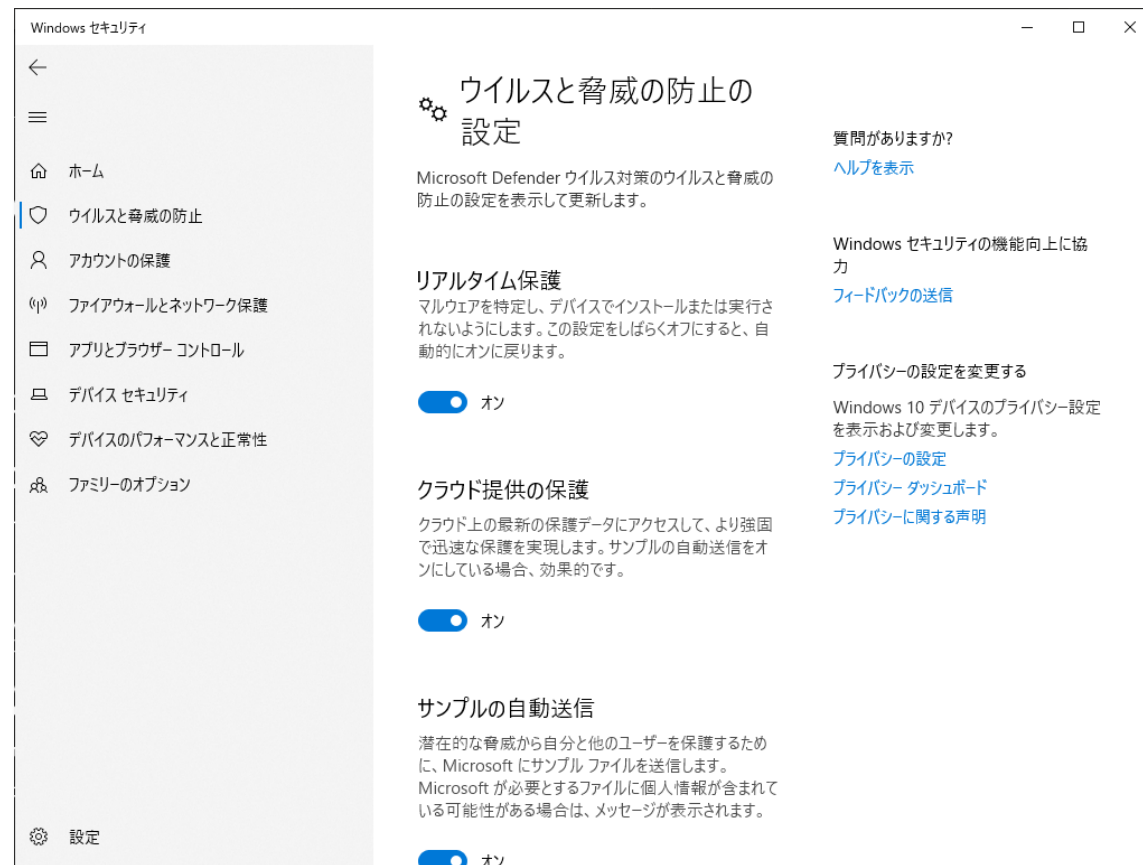 Windows セキュリティ
ホーム
ウイルスと脅威の防止
アカウントの保護
ファイアウォールとネットワーク保護
アプリとブラウザー コントロール
デバイス セキュリティ
デバイスのパフォーマンスと正常性
ファミリーのオプション
設定
ウイルスと脅威の防止の
設定
Microsoft Defender ウイルス対策のウイルスと脅威の
防止の設定を表示して更新します。
リアルタイム保護
マルウェアを特定し、デバイスでインストールまたは実行さ
れないようにします。この設定をしばらくオフにすると、自
動的にオンに戻ります。
オン
クラウド提供の保護
クラウド上の最新の保護データにアクセスして、より強固
で迅速な保護を実現します。サンプルの自動送信をオ
ンにしている場合、効果的です。
オン
サンプルの自動送信
潜在的な脅威から自分と他のユーザーを保護するため
に、Microsoft にサンプル ファイルを送信します。
Microsoft が必要とするファイルに個人情報が含まれて
いる可能性がある場合は、メッセージが表示されます。
オン
質問がありますか?
ヘルプを表示
Windows セキュリティの機能向上に協
力
フィードバックの送信
プライバシーの設定を変更する
Windows 10 デバイスのプライバシー設定
を表示および変更します。
プライバシーの設定
プライバシー ダッシュボード
プライバシーに関する声明